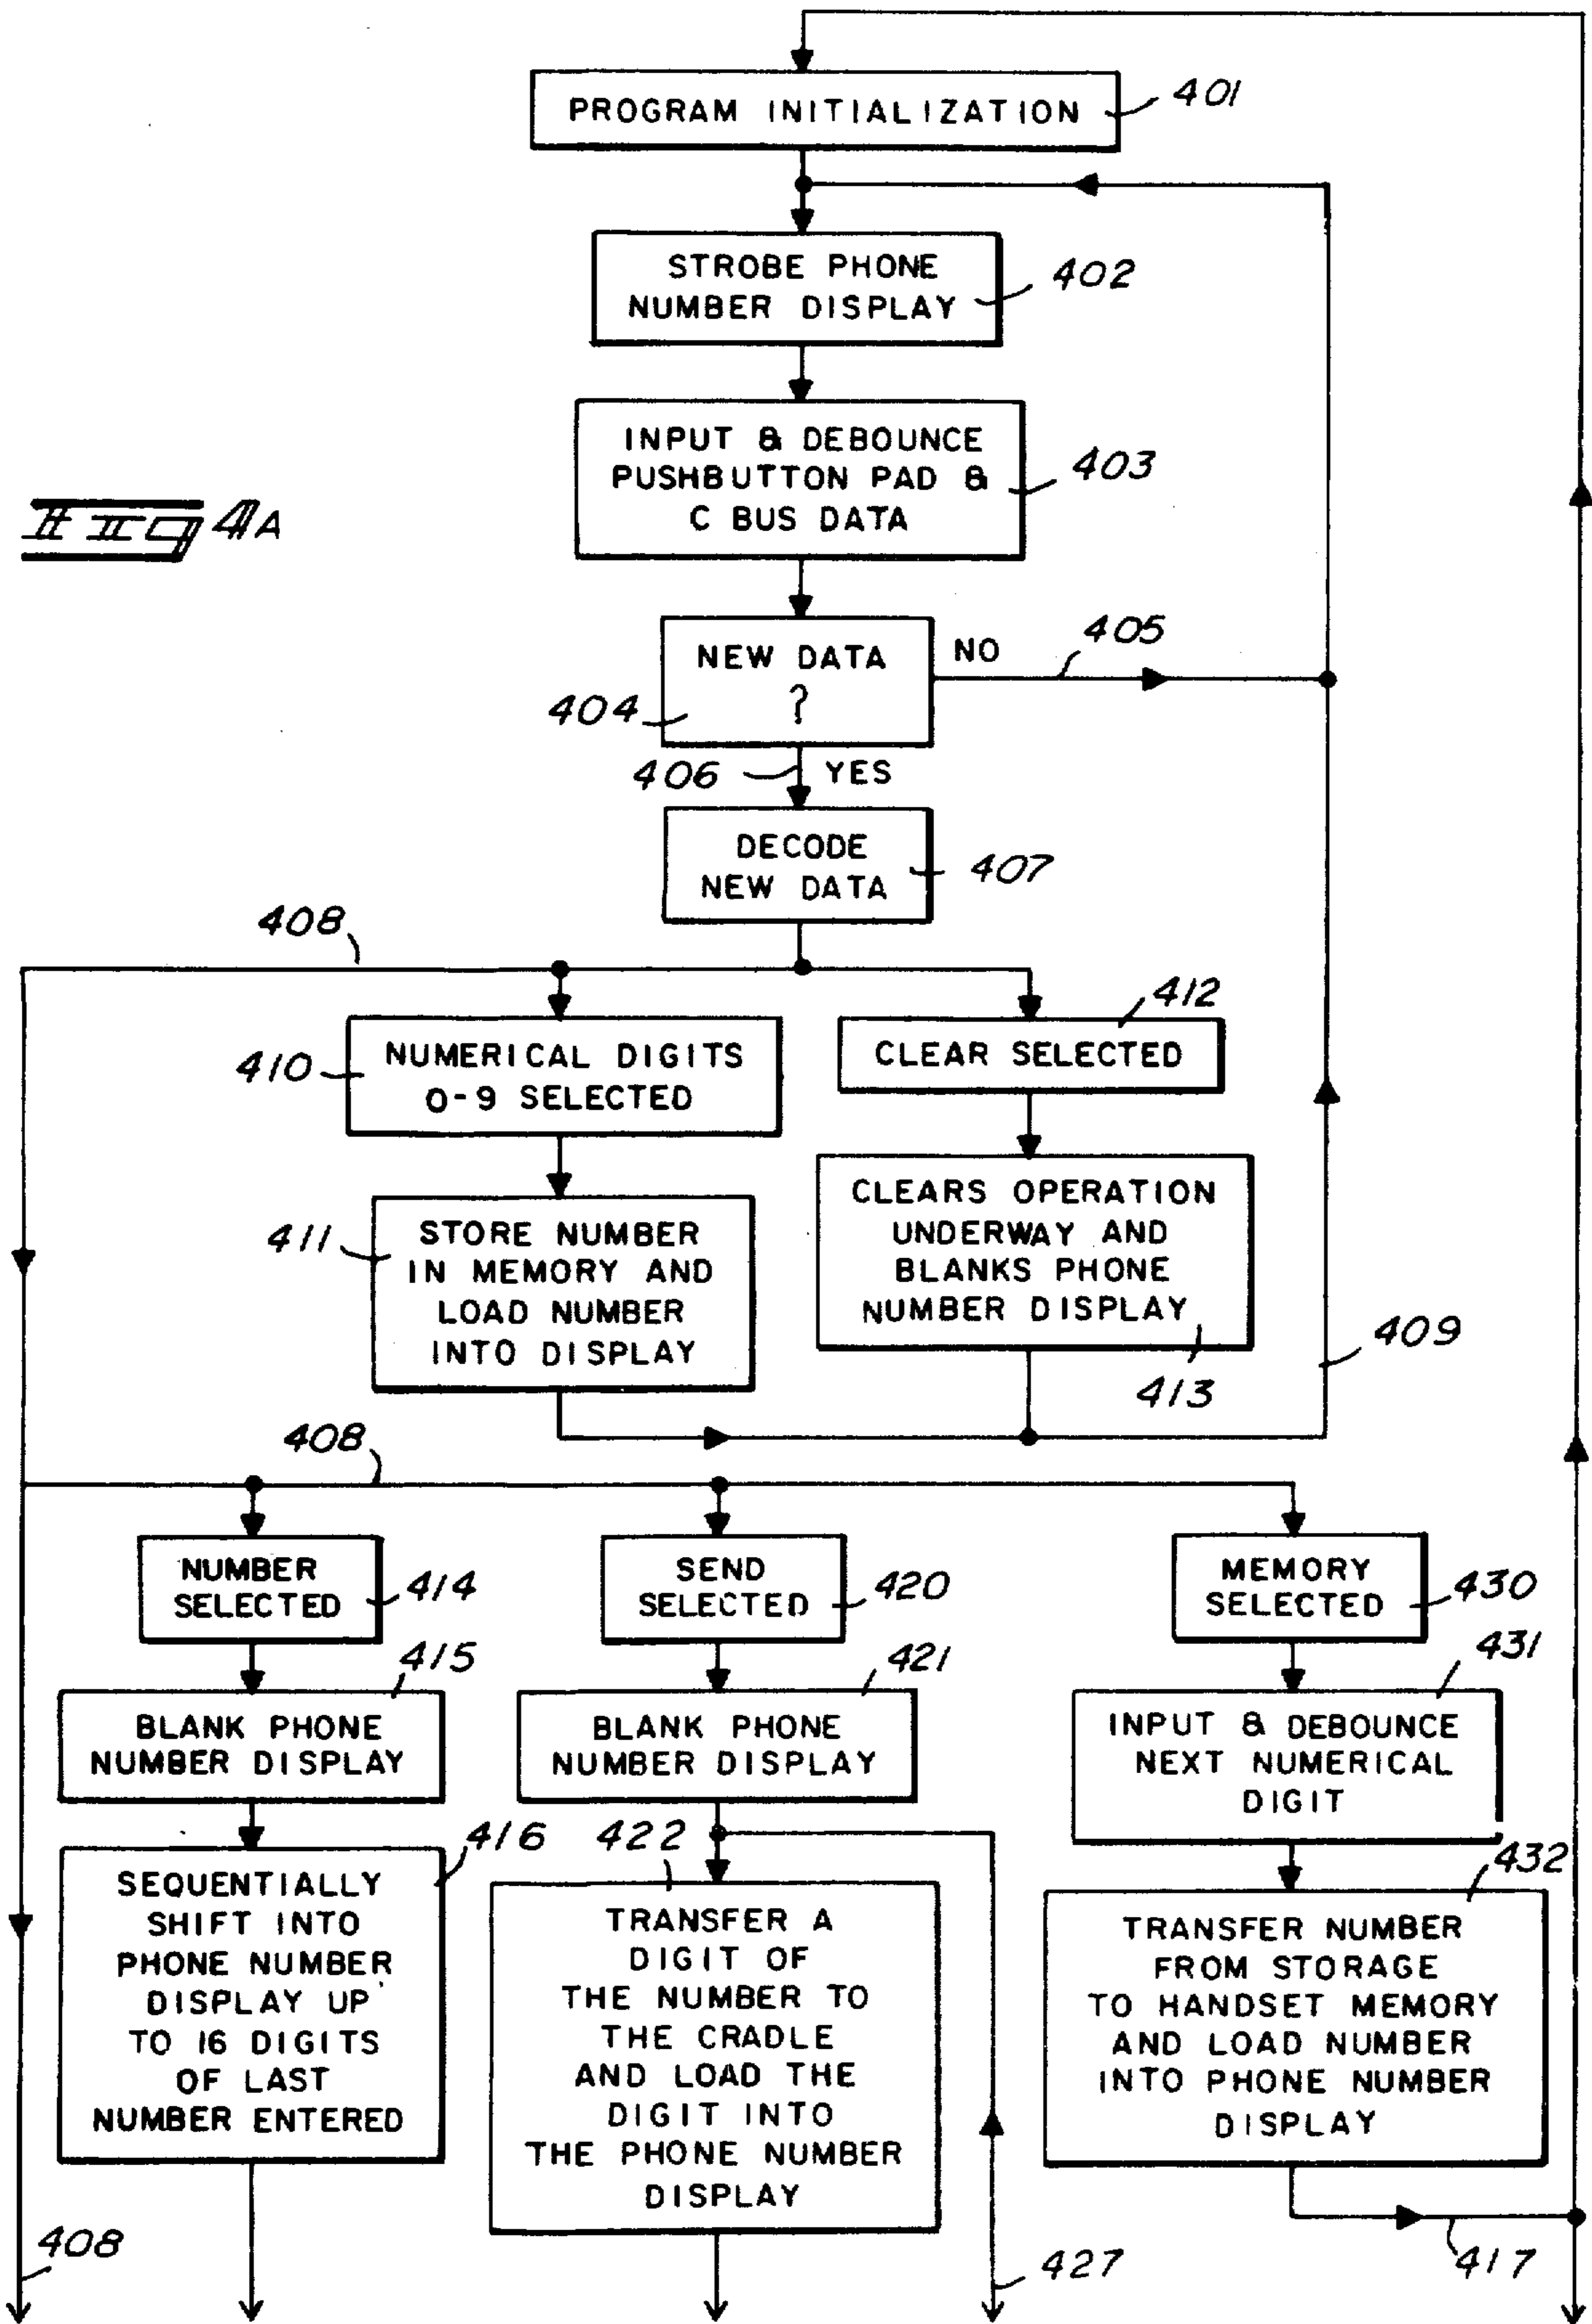 PROGRAM INITIALIZATION
401
STROBE PHONE
NUMBER DISPLAY
402
INPUT & DEBOUNCE
PUSHBUTTON PAD &
C BUS DATA
403
Fig 4A
NEW DATA
?
404
NO
405
406
YES
DECODE
NEW DATA
407
408
410
NUMERICAL DIGITS
0-9 SELECTED
412
CLEAR SELECTED
411
STORE NUMBER
IN MEMORY AND
LOAD NUMBER
INTO DISPLAY
CLEARS OPERATION
UNDERWAY AND
BLANKS PHONE
NUMBER DISPLAY
413
409
408
NUMBER
SELECTED
414
SEND
SELECTED
420
MEMORY
SELECTED
430
415
BLANK PHONE
NUMBER DISPLAY
421
BLANK PHONE
NUMBER DISPLAY
431
INPUT & DEBOUNCE
NEXT NUMERICAL
DIGIT
416
SEQUENTIALLY
SHIFT INTO
PHONE NUMBER
DISPLAY UP
TO 16 DIGITS
OF LAST
NUMBER ENTERED
422
TRANSFER A
DIGIT OF
THE NUMBER TO
THE CRADLE
AND LOAD THE
DIGIT INTO
THE PHONE NUMBER
DISPLAY
432
TRANSFER NUMBER
FROM STORAGE
TO HANDSET MEMORY
AND LOAD NUMBER
INTO PHONE NUMBER
DISPLAY
408
427
417